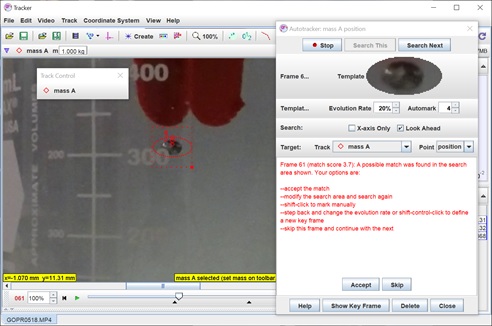 Tracker
File Edit Video Track Coordinate System View Help
Create 100%
mass A m 1.000 kg
Track Control
mass A
400
300
200
100
APPROXIMATE VOLUMES
x=-1.070 mm y=11.31 mm
mass A selected (set mass on toolbar
061 100%
GOPR0518.MP4
Autotracker: mass A position
Stop Search This Search Next
Frame 6... Template
Templat... Evolution Rate 20% Automark 4
Search: X-axis Only Look Ahead
Target: Track mass A Point position
Frame 61 (match score 3.7): A possible match was found in the search
area shown. Your options are:
--accept the match
--modify the search area and search again
--shift-click to mark manually
--step back and change the evolution rate or shift-control-click to define
a new key frame
--skip this frame and continue with the next
Accept Skip
Help Show Key Frame Delete Close